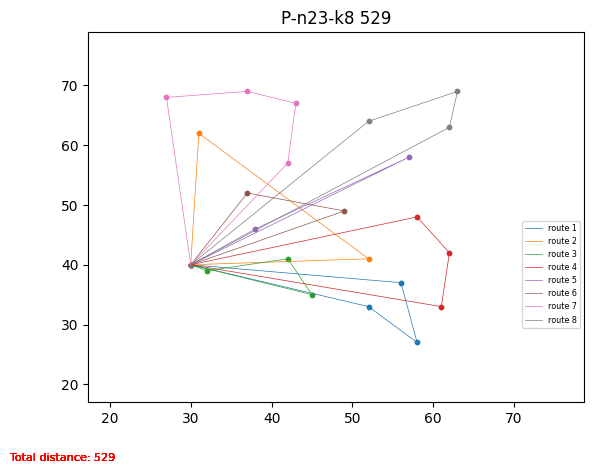 P-n23-k8 529
70
60
50
40
30
20
20 30 40 50 60 70
route 1
route 2
route 3
route 4
route 5
route 6
route 7
route 8
Total distance: 529